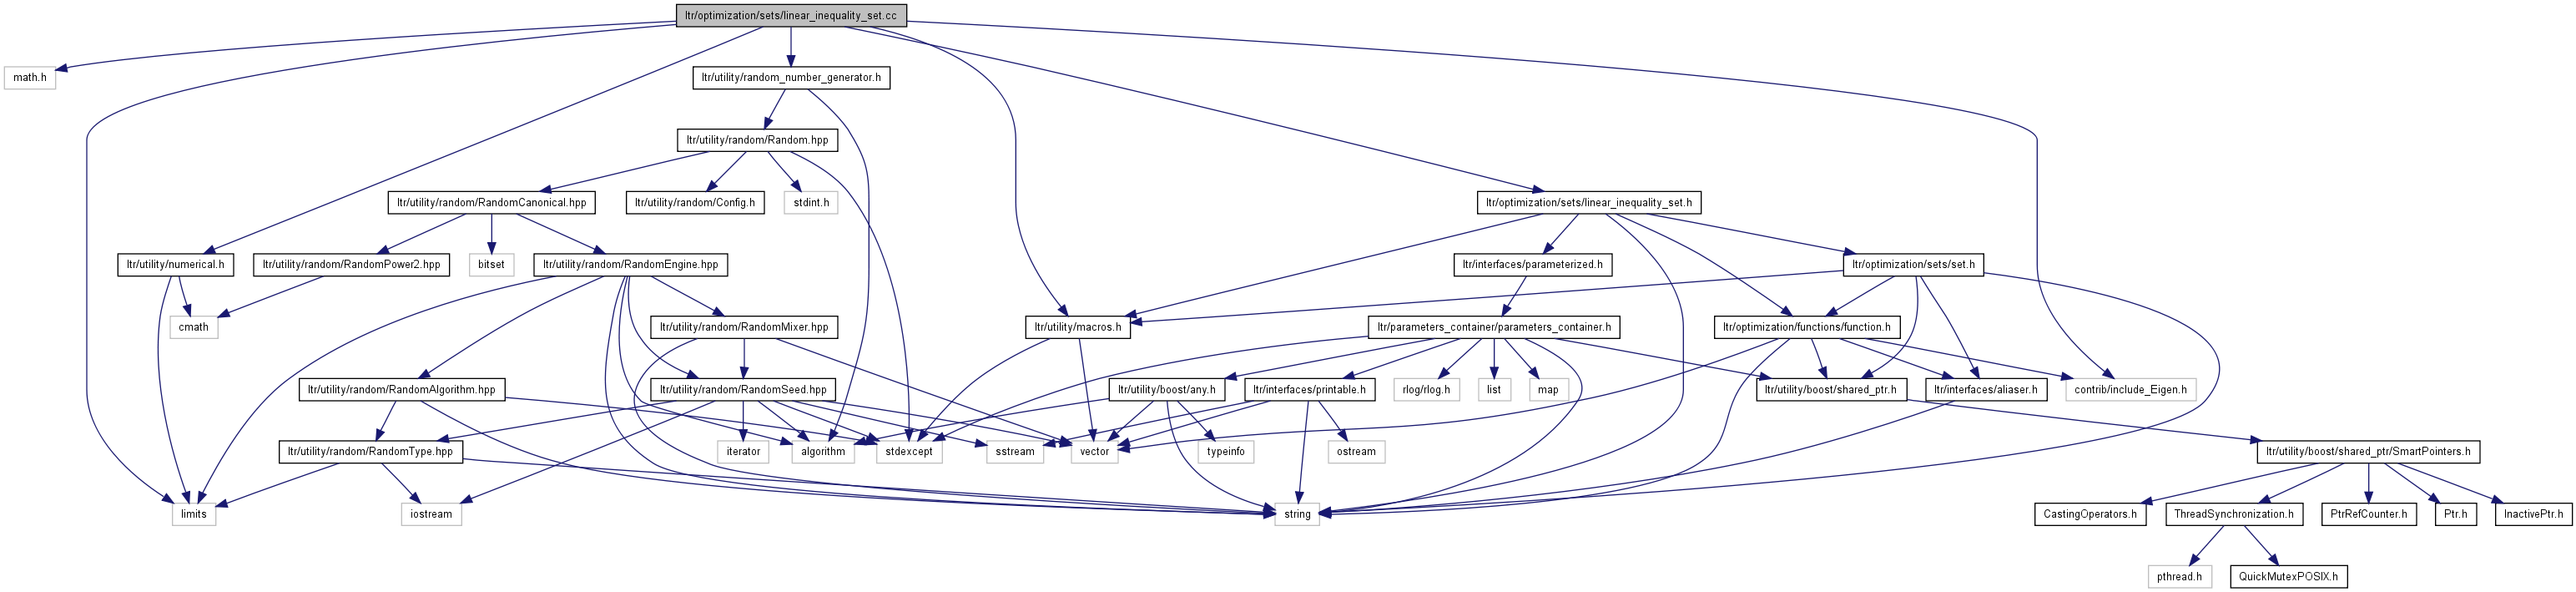 ltr/optimization/sets/linear_inequality_set.cc
math.h
ltr/utility/random_number_generator.h
ltr/utility/random/Random.hpp
ltr/utility/random/RandomCanonical.hpp
ltr/utility/random/Config.h
stdint.h
ltr/optimization/sets/linear_inequality_set.h
ltr/utility/numerical.h
ltr/utility/random/RandomPower2.hpp
bitset
ltr/utility/random/RandomEngine.hpp
ltr/interfaces/parameterized.h
ltr/optimization/sets/set.h
cmath
ltr/utility/random/RandomMixer.hpp
ltr/utility/macros.h
ltr/parameters_container/parameters_container.h
ltr/optimization/functions/function.h
ltr/utility/random/RandomAlgorithm.hpp
ltr/utility/random/RandomSeed.hpp
ltr/utility/boost/any.h
ltr/interfaces/printable.h
rlog/rlog.h
list
map
ltr/utility/boost/shared_ptr.h
ltr/interfaces/aliaser.h
contrib/include_Eigen.h
ltr/utility/random/RandomType.hpp
iterator
algorithm
stdexcept
sstream
vector
typeinfo
ostream
ltr/utility/boost/shared_ptr/SmartPointers.h
limits
iostream
string
CastingOperators.h
ThreadSynchronization.h
PtrRefCounter.h
Ptr.h
InactivePtr.h
pthread.h
QuickMutexPOSIX.h